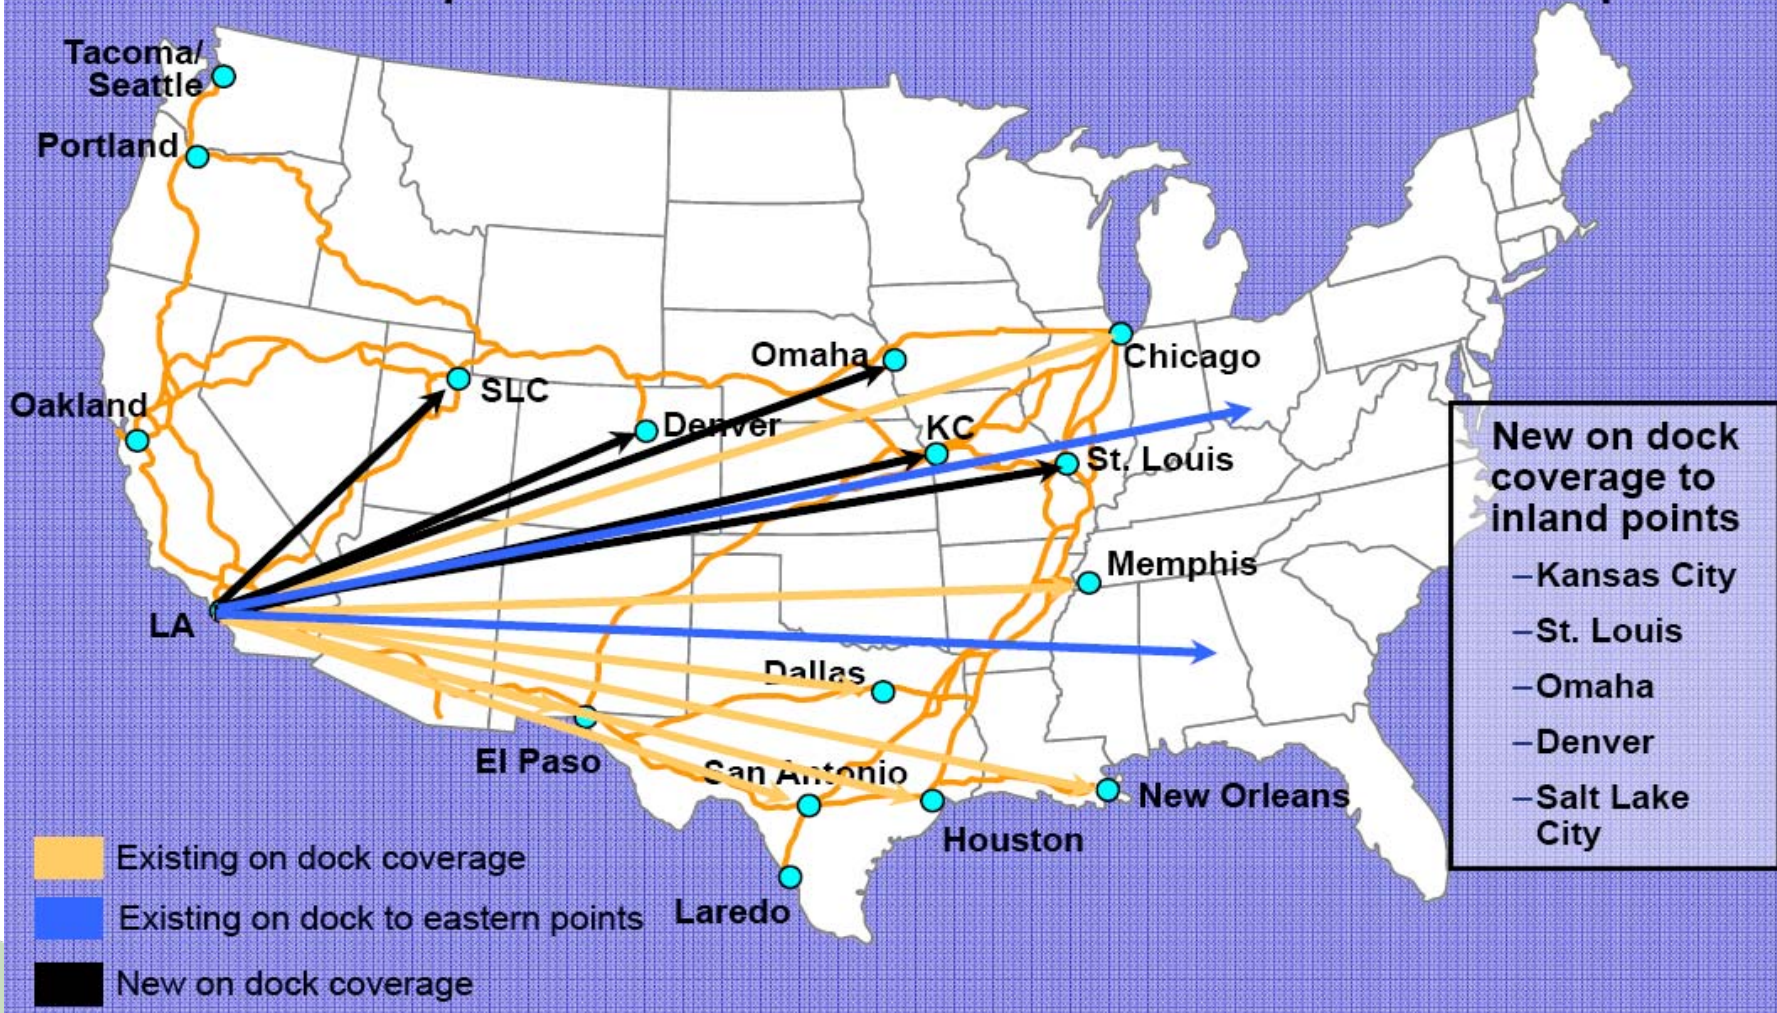 Tacoma/
Seattle
Portland
Oakland
SLC
Denver
Omaha
KC
Chicago
St. Louis
LA
Memphis
Dallas
El Paso
San Antonio
New Orleans
Houston
Laredo
New on dock
coverage to
inland points
–Kansas City
–St. Louis
–Omaha
–Denver
–Salt Lake
City
Existing on dock coverage
Existing on dock to eastern points
New on dock coverage